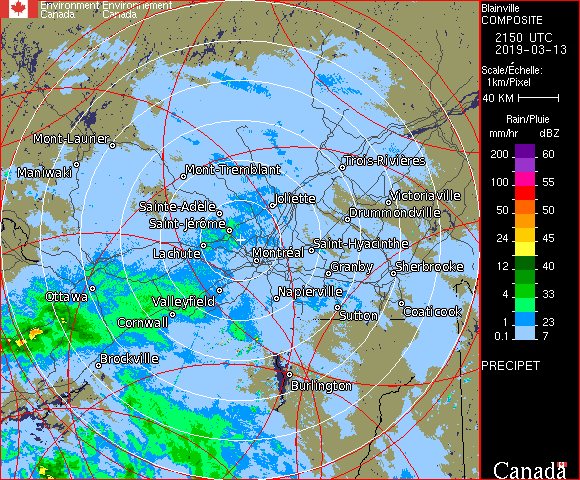 Environment Environnement
Canada Canada
Blainville
COMPOSITE
2150 UTC
2019-03-13
Scale/Échelle:
1km/Pixel
40 KM
Rain/Pluie
mm/hr dBZ
200 60
100 55
50 50
24 45
12 40
4 33
1 23
0.1 7
PRECIPET
Mont-Laurier
Maniwaki
Mont-Tremblant
Trois-Rivières
Sainte-Adèle
Joliette
Victoriaville
Saint-Jérôme
Drummondville
Lachute
Montréal
Saint-Hyacinthe
Granby
Sherbrooke
Ottawa
Valleyfield
Napierville
Cornwall
Sutton
Coaticook
Brockville
Burlington
Canada